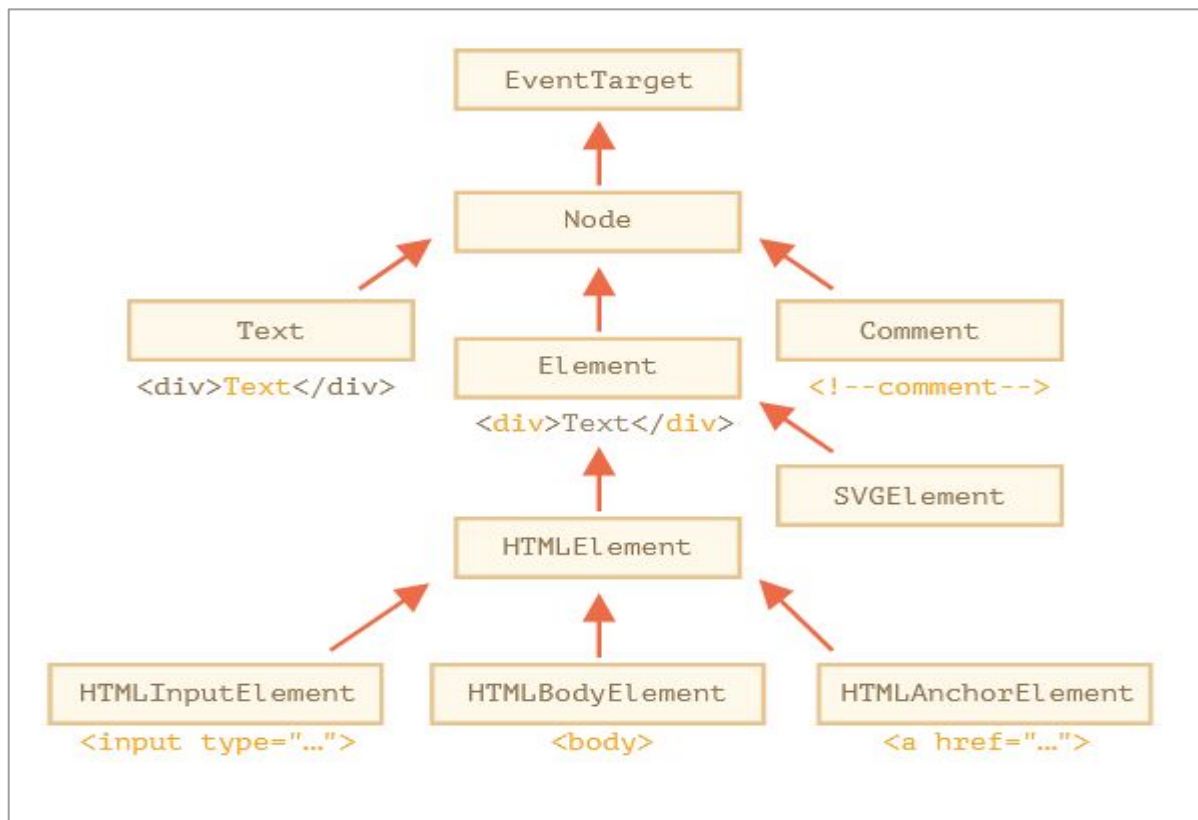 EventTarget
Node
Text
Element
Comment
<div>Text</div>
<!--comment-->
<div>Text</div>
SVGElement
HTMLElement
HTMLInputElement
HTMLBodyElement
HTMLAnchorElement
<input type="...">
<body>
<a href="...">